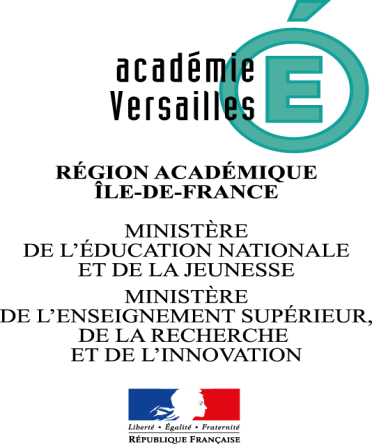 académie
Versailles
É
RÉGION ACADÉMIQUE
ÎLE-DE-FRANCE
MINISTÈRE
DE L'ÉDUCATION NATIONALE
ET DE LA JEUNESSE
MINISTÈRE
DE L'ENSEIGNEMENT SUPÉRIEUR,
DE LA RECHERCHE
ET DE L'INNOVATION
Liberté • Égalité • Fraternité
RÉPUBLIQUE FRANÇAISE